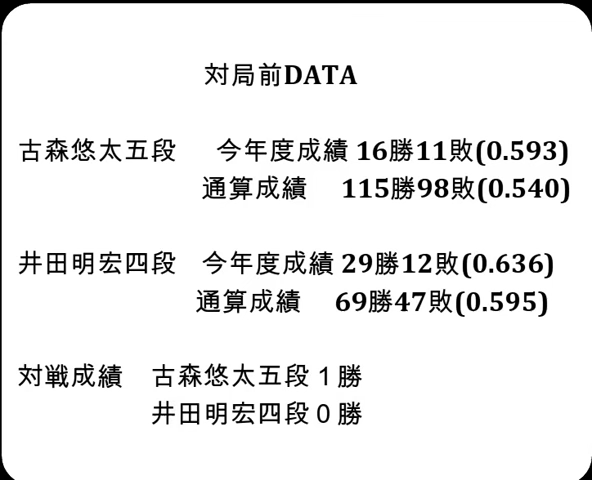 対局前DATA
古森悠太五段 今年度成績 16勝11敗(0.593)
通算成績 115勝98敗(0.540)
井田明宏四段 今年度成績 29勝12敗(0.636)
通算成績 69勝47敗(0.595)
対戦成績 古森悠太五段１勝
井田明宏四段０勝